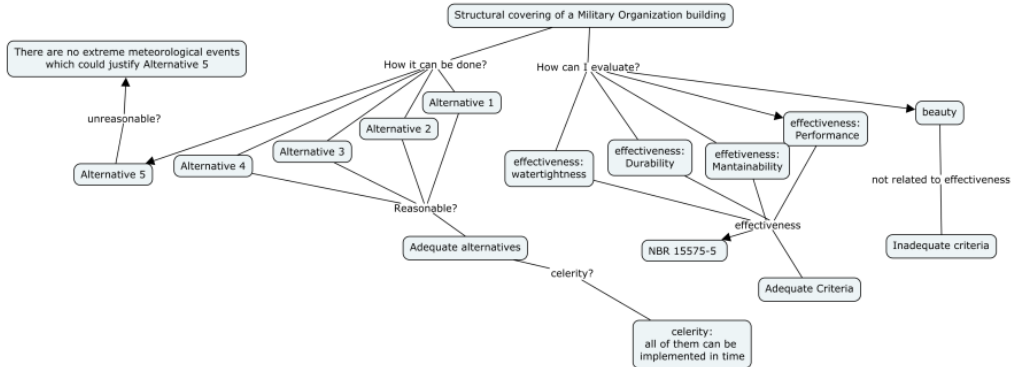 Structural covering of a Military Organization building
There are no extreme meteorological events
which could justify Alternative 5
How it can be done?
How can I evaluate?
unreasonable?
Alternative 1
Alternative 2
Alternative 3
Alternative 4
Alternative 5
beauty
effectiveness:
Performance
effectiveness:
Durability
effetiveness:
Mantainability
effectiveness:
watertightness
not related to effectiveness
Reasonable?
effectiveness
Adequate alternatives
NBR 15575-5
Inadequate criteria
celerity?
Adequate Criteria
celerity:
all of them can be
implemented in time